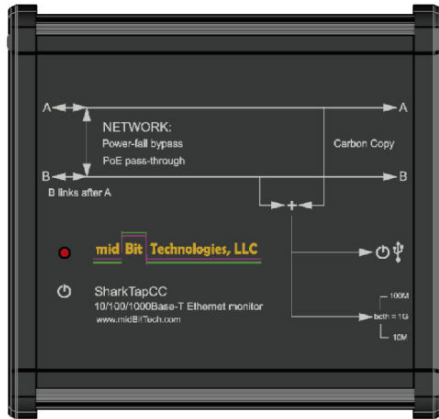 A A
NETWORK:
Power-fail bypass
PoE pass-through
Carbon Copy
B B
B links after A
+
mid Bit Technologies, LLC
SharkTapCC
10/100/1000Base-T Ethernet monitor
www.midBitTech.com
100M
both = 1G
10M